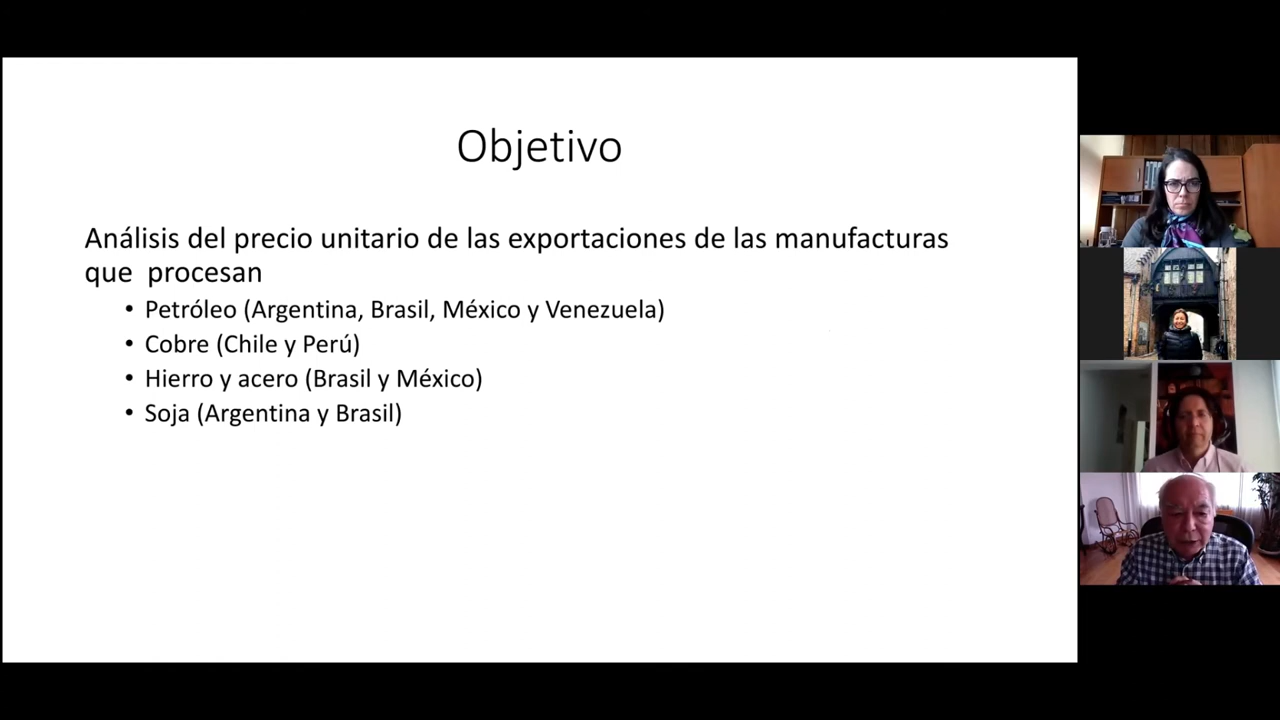 Objetivo
Análisis del precio unitario de las exportaciones de las manufacturas
que procesan
• Petróleo (Argentina, Brasil, México y Venezuela)
• Cobre (Chile y Perú)
• Hierro y acero (Brasil y México)
• Soja (Argentina y Brasil)